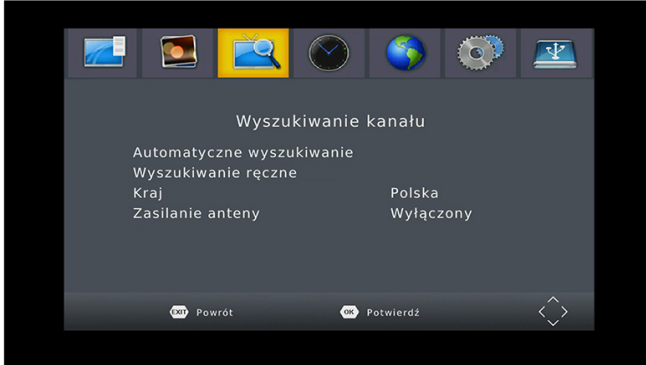 Wyszukiwanie kanału
Automatyczne wyszukiwanie
Wyszukiwanie ręczne
Kraj Polska
Zasilanie anteny Wyłączony
EXIT Powrót OK Potwierdź